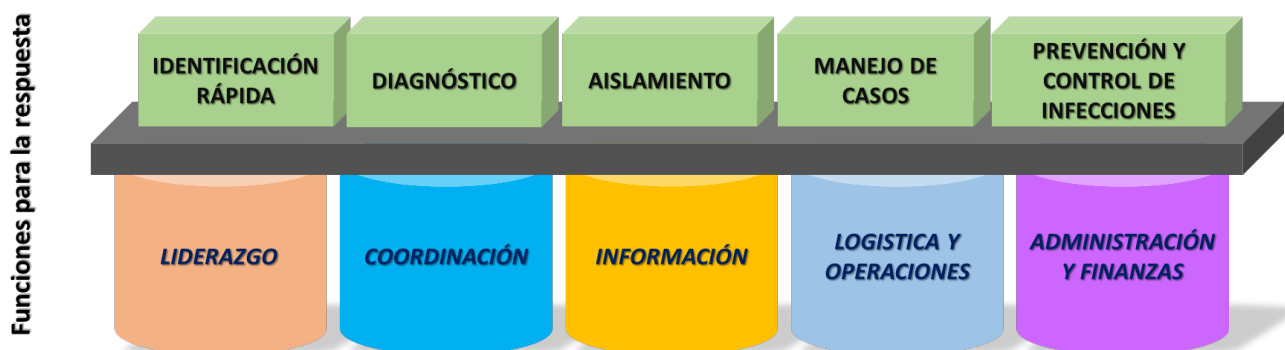 Funciones para la respuesta
IDENTIFICACIÓN
RÁPIDA
DIAGNÓSTICO
AISLAMIENTO
MANEJO DE
CASOS
PREVENCIÓN Y
CONTROL DE
INFECCIONES
LIDERAZGO
COORDINACIÓN
INFORMACIÓN
LOGISTICA Y
OPERACIONES
ADMINISTRACIÓN
Y FINANZAS